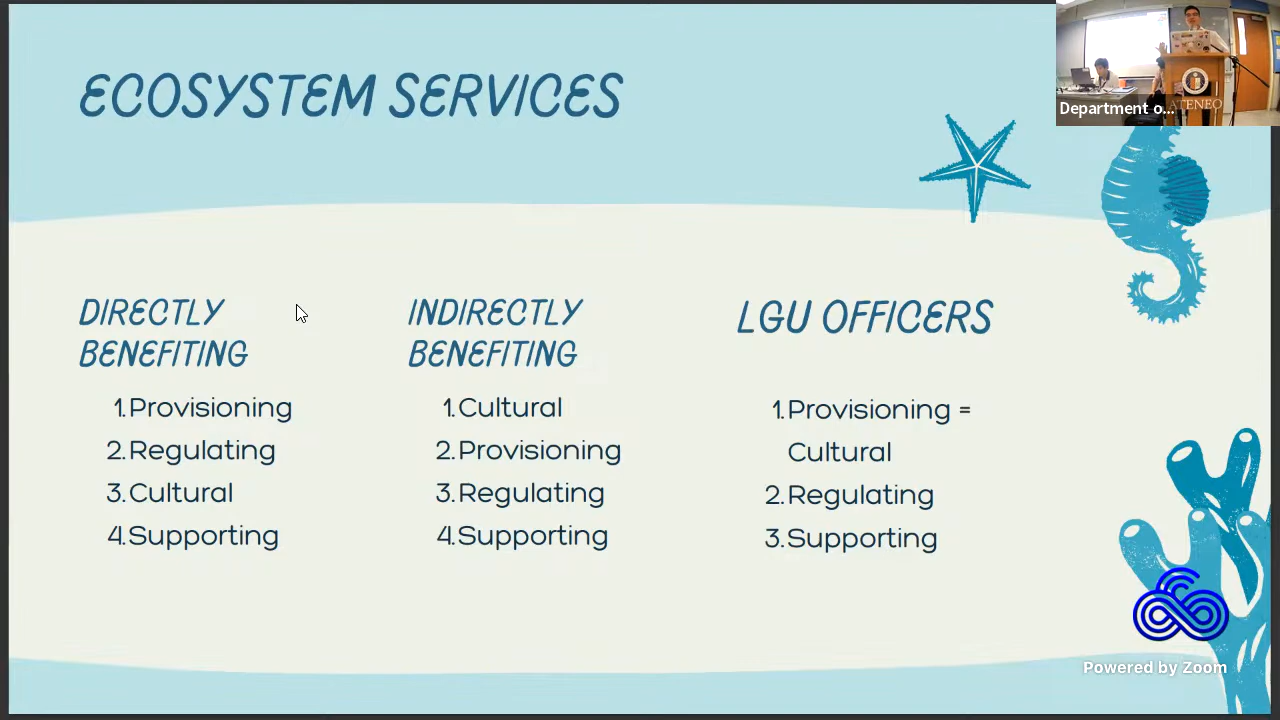 ECOSYSTEM SERVICES
Department o...
ATENEO
DIRECTLY
BENEFITING
1. Provisioning
2. Regulating
3. Cultural
4. Supporting
INDIRECTLY
BENEFITING
1. Cultural
2. Provisioning
3. Regulating
4. Supporting
LGU OFFICERS
1. Provisioning =
Cultural
2. Regulating
3. Supporting
Powered by Zoom